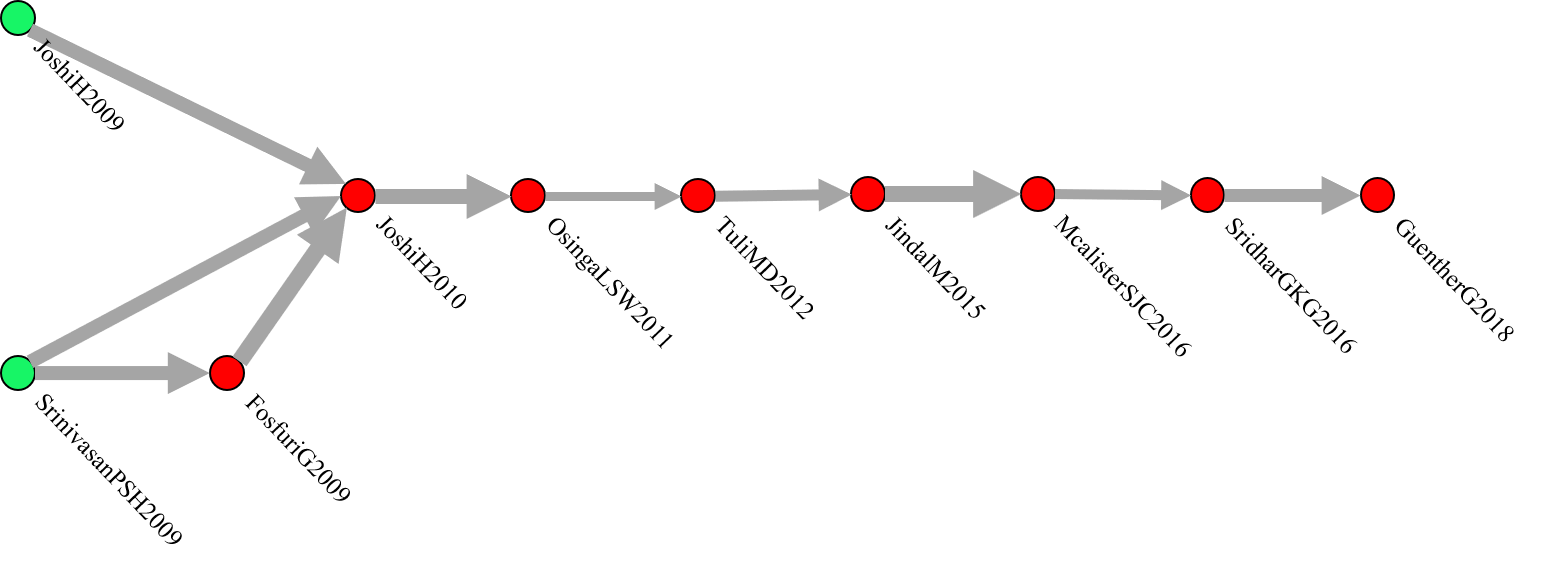 JoshiH2009
JoshiH2010
OsingaLSW2011
TuliMD2012
JindalM2015
McalisterSJC2016
SridharGKG2016
GuentherG2018
SrinivasanPSH2009
FosfuriG2009